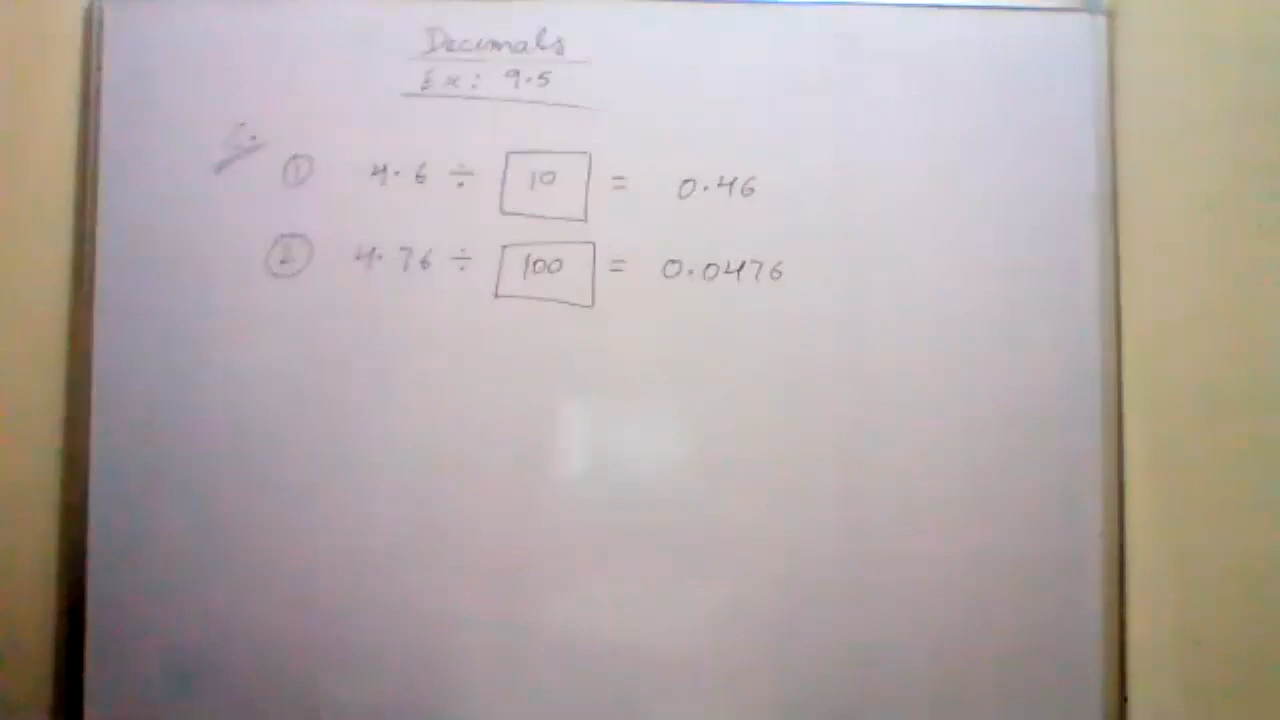 Decimals
Ex: 9.5
① 4.6 ÷ 10 = 0.46
② 4.76 ÷ 100 = 0.0476